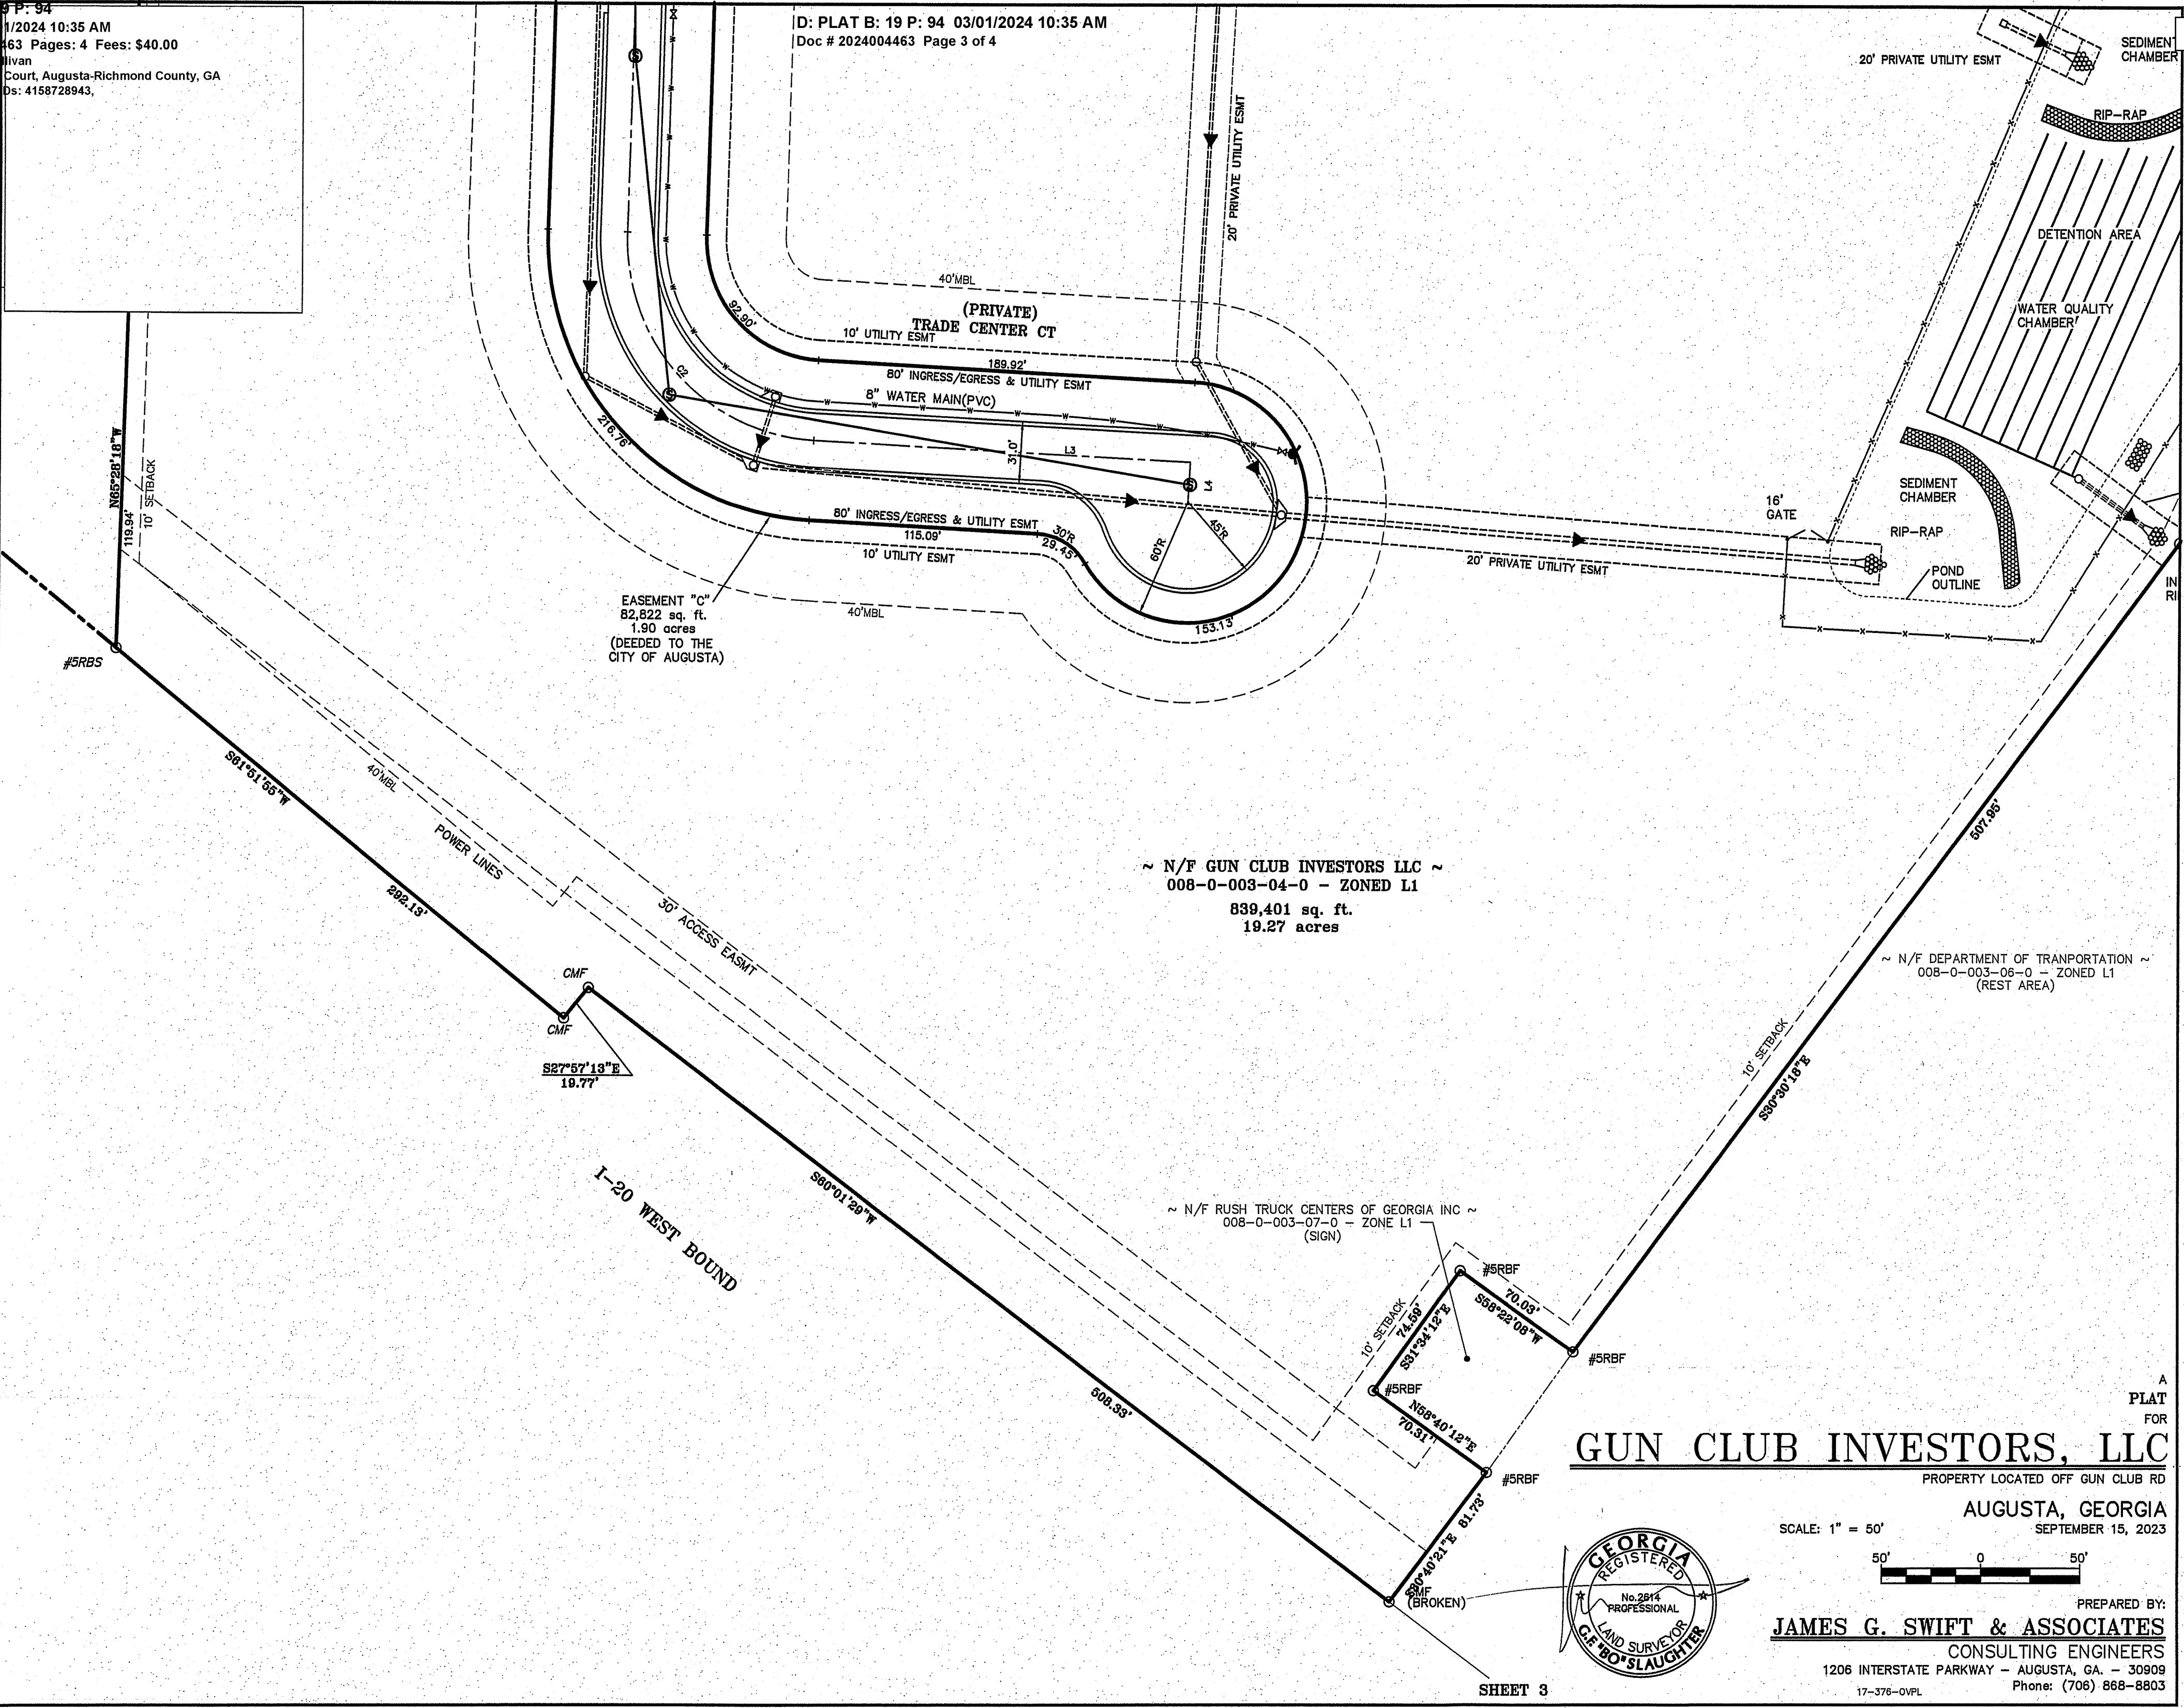 9 P: 94
1/2024 10:35 AM
463 Pages: 4 Fees: $40.00
llivan
Court, Augusta-Richmond County, GA
Ds: 4158728943,
D: PLAT B: 19 P: 94 03/01/2024 10:35 AM
Doc # 2024004463 Page 3 of 4
20' PRIVATE UTILITY ESMT
SEDIMENT
CHAMBER
RIP-RAP
DETENTION AREA
WATER QUALITY
CHAMBER
20' PRIVATE UTILITY ESMT
40'MBL
(PRIVATE)
TRADE CENTER CT
10' UTILITY ESMT
92.90'
189.92'
80' INGRESS/EGRESS & UTILITY ESMT
8" WATER MAIN(PVC)
C2
31.0'
L3
L4
216.76'
N65°28'18"W
119.94'
10' SETBACK
80' INGRESS/EGRESS & UTILITY ESMT
115.09'
10' UTILITY ESMT
30'R
29.45'
60'R
45'R
153.13'
40'MBL
EASEMENT "C"
82,822 sq. ft.
1.90 acres
(DEEDED TO THE
CITY OF AUGUSTA)
20' PRIVATE UTILITY ESMT
16'
GATE
SEDIMENT
CHAMBER
RIP-RAP
POND
OUTLINE
IN
RI
#5RBS
S61°51'55"W
292.13'
40'MBL
POWER LINES
30' ACCESS EASMT
CMF
CMF
S27°57'13"E
19.77'
~ N/F GUN CLUB INVESTORS LLC ~
008-0-003-04-0 - ZONED L1
839,401 sq. ft.
19.27 acres
507.95'
~ N/F DEPARTMENT OF TRANPORTATION ~
008-0-003-06-0 - ZONED L1
(REST AREA)
10' SETBACK
S30°30'18"E
I-20 WEST BOUND
S60°01'29"W
508.33'
~ N/F RUSH TRUCK CENTERS OF GEORGIA INC ~
008-0-003-07-0 - ZONE L1
(SIGN)
#5RBF
70.03'
S58°22'08"W
#5RBF
10' SETBACK
74.59'
S31°34'12"E
#5RBF
N58°40'12"E
70.31'
#5RBF
81.73'
S30°40'21"E
CMF
(BROKEN)
SHEET 3
A
PLAT
FOR
GUN CLUB INVESTORS, LLC
PROPERTY LOCATED OFF GUN CLUB RD
AUGUSTA, GEORGIA
SEPTEMBER 15, 2023
SCALE: 1" = 50'
50' 0 50'
GEORGIA
REGISTERED
No.2614
PROFESSIONAL
LAND SURVEYOR
G.F. "BO" SLAUGHTER
PREPARED BY:
JAMES G. SWIFT & ASSOCIATES
CONSULTING ENGINEERS
1206 INTERSTATE PARKWAY - AUGUSTA, GA. - 30909
17-376-OVPL
Phone: (706) 868-8803